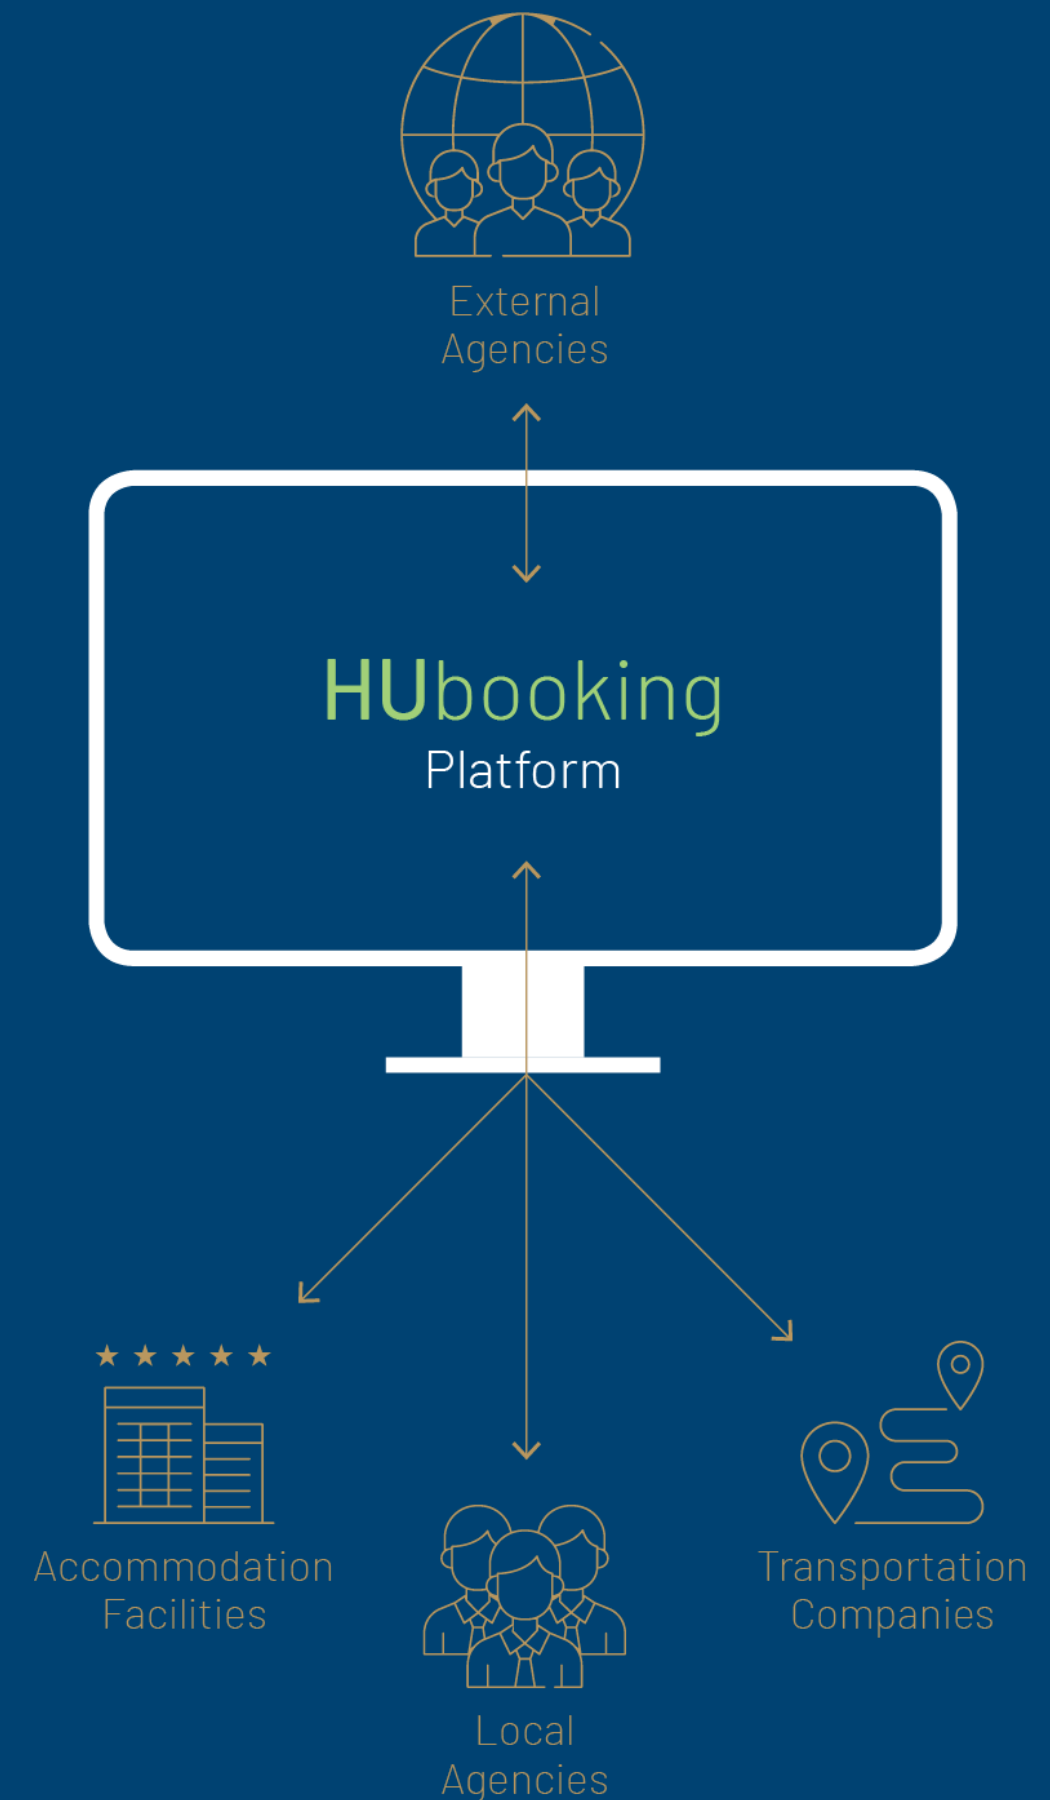 External
Agencies
HUbooking
Platform
Accommodation
Facilities
Transportation
Companies
Local
Agencies